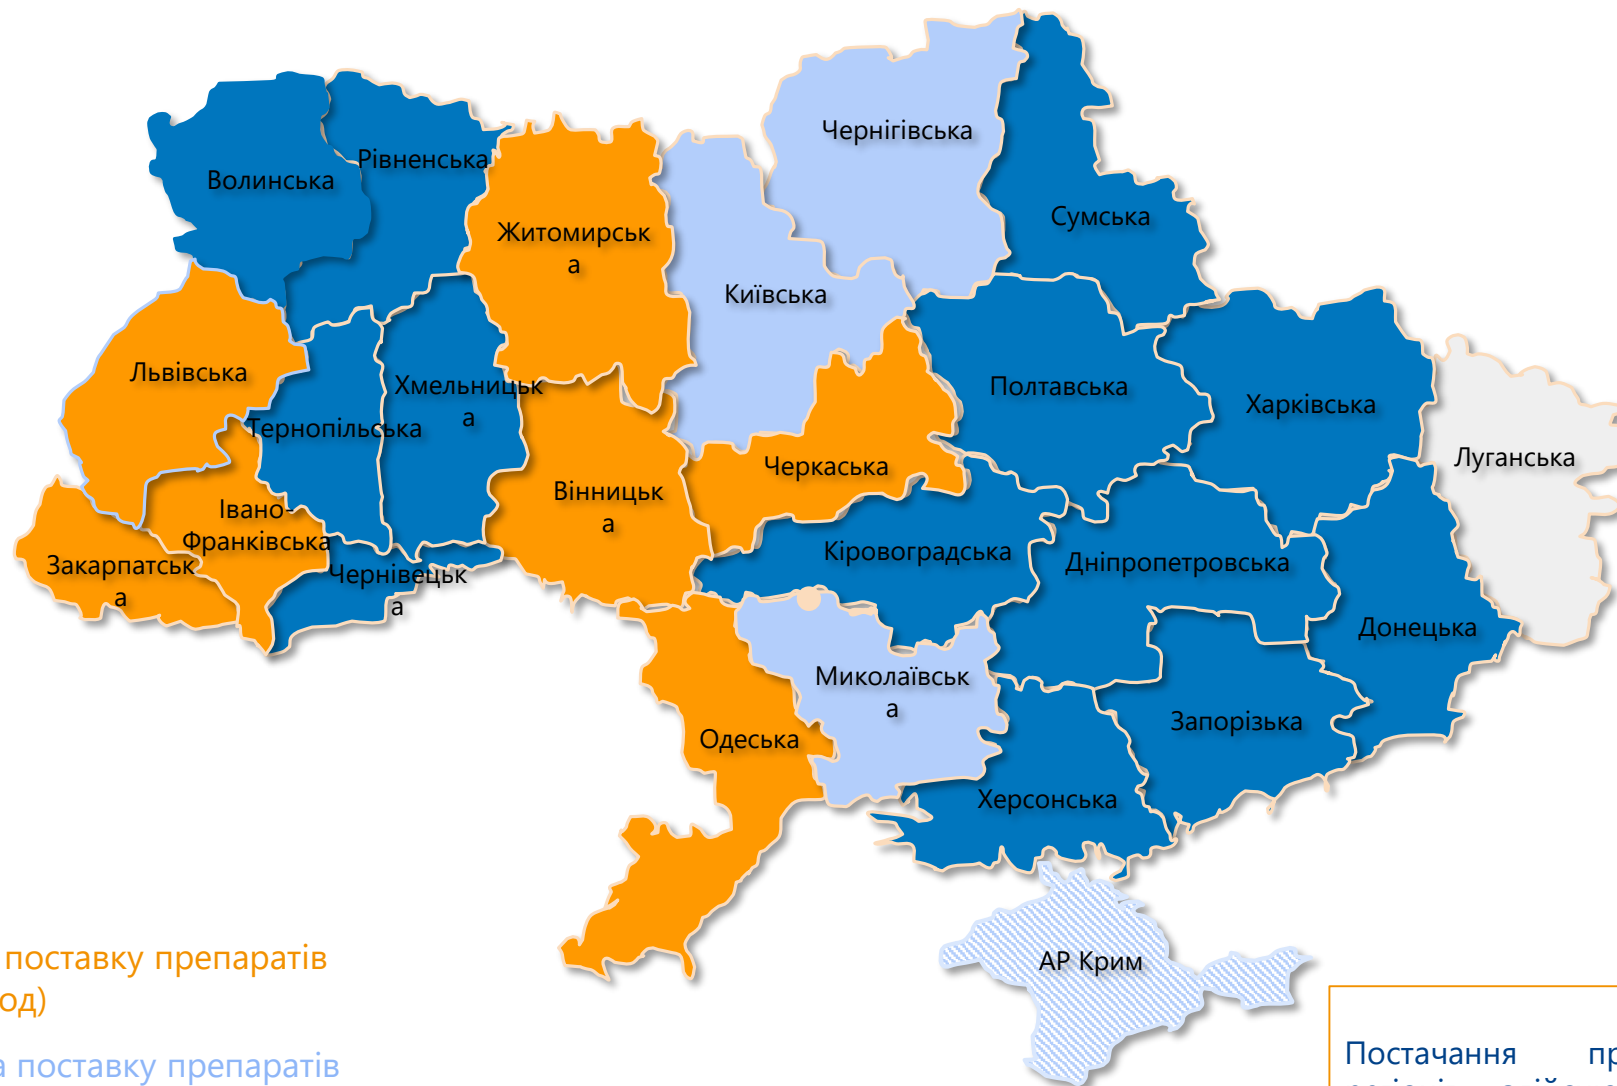 Чернігівська
Рівненська
Волинська
Сумська
Житомирськ
а
Київська
Львівська
Хмельницьк
а
Полтавська
Харківська
Тернопільська
Луганська
Черкаська
Вінницьк
а
Івано-
Франківська
Кіровоградська
Дніпропетровська
Закарпатськ
а
Чернівецьк
а
Донецька
Миколаївськ
а
Запорізька
Одеська
Херсонська
АР Крим
поставку препаратів
од)
а поставку препаратів
Постачання пр